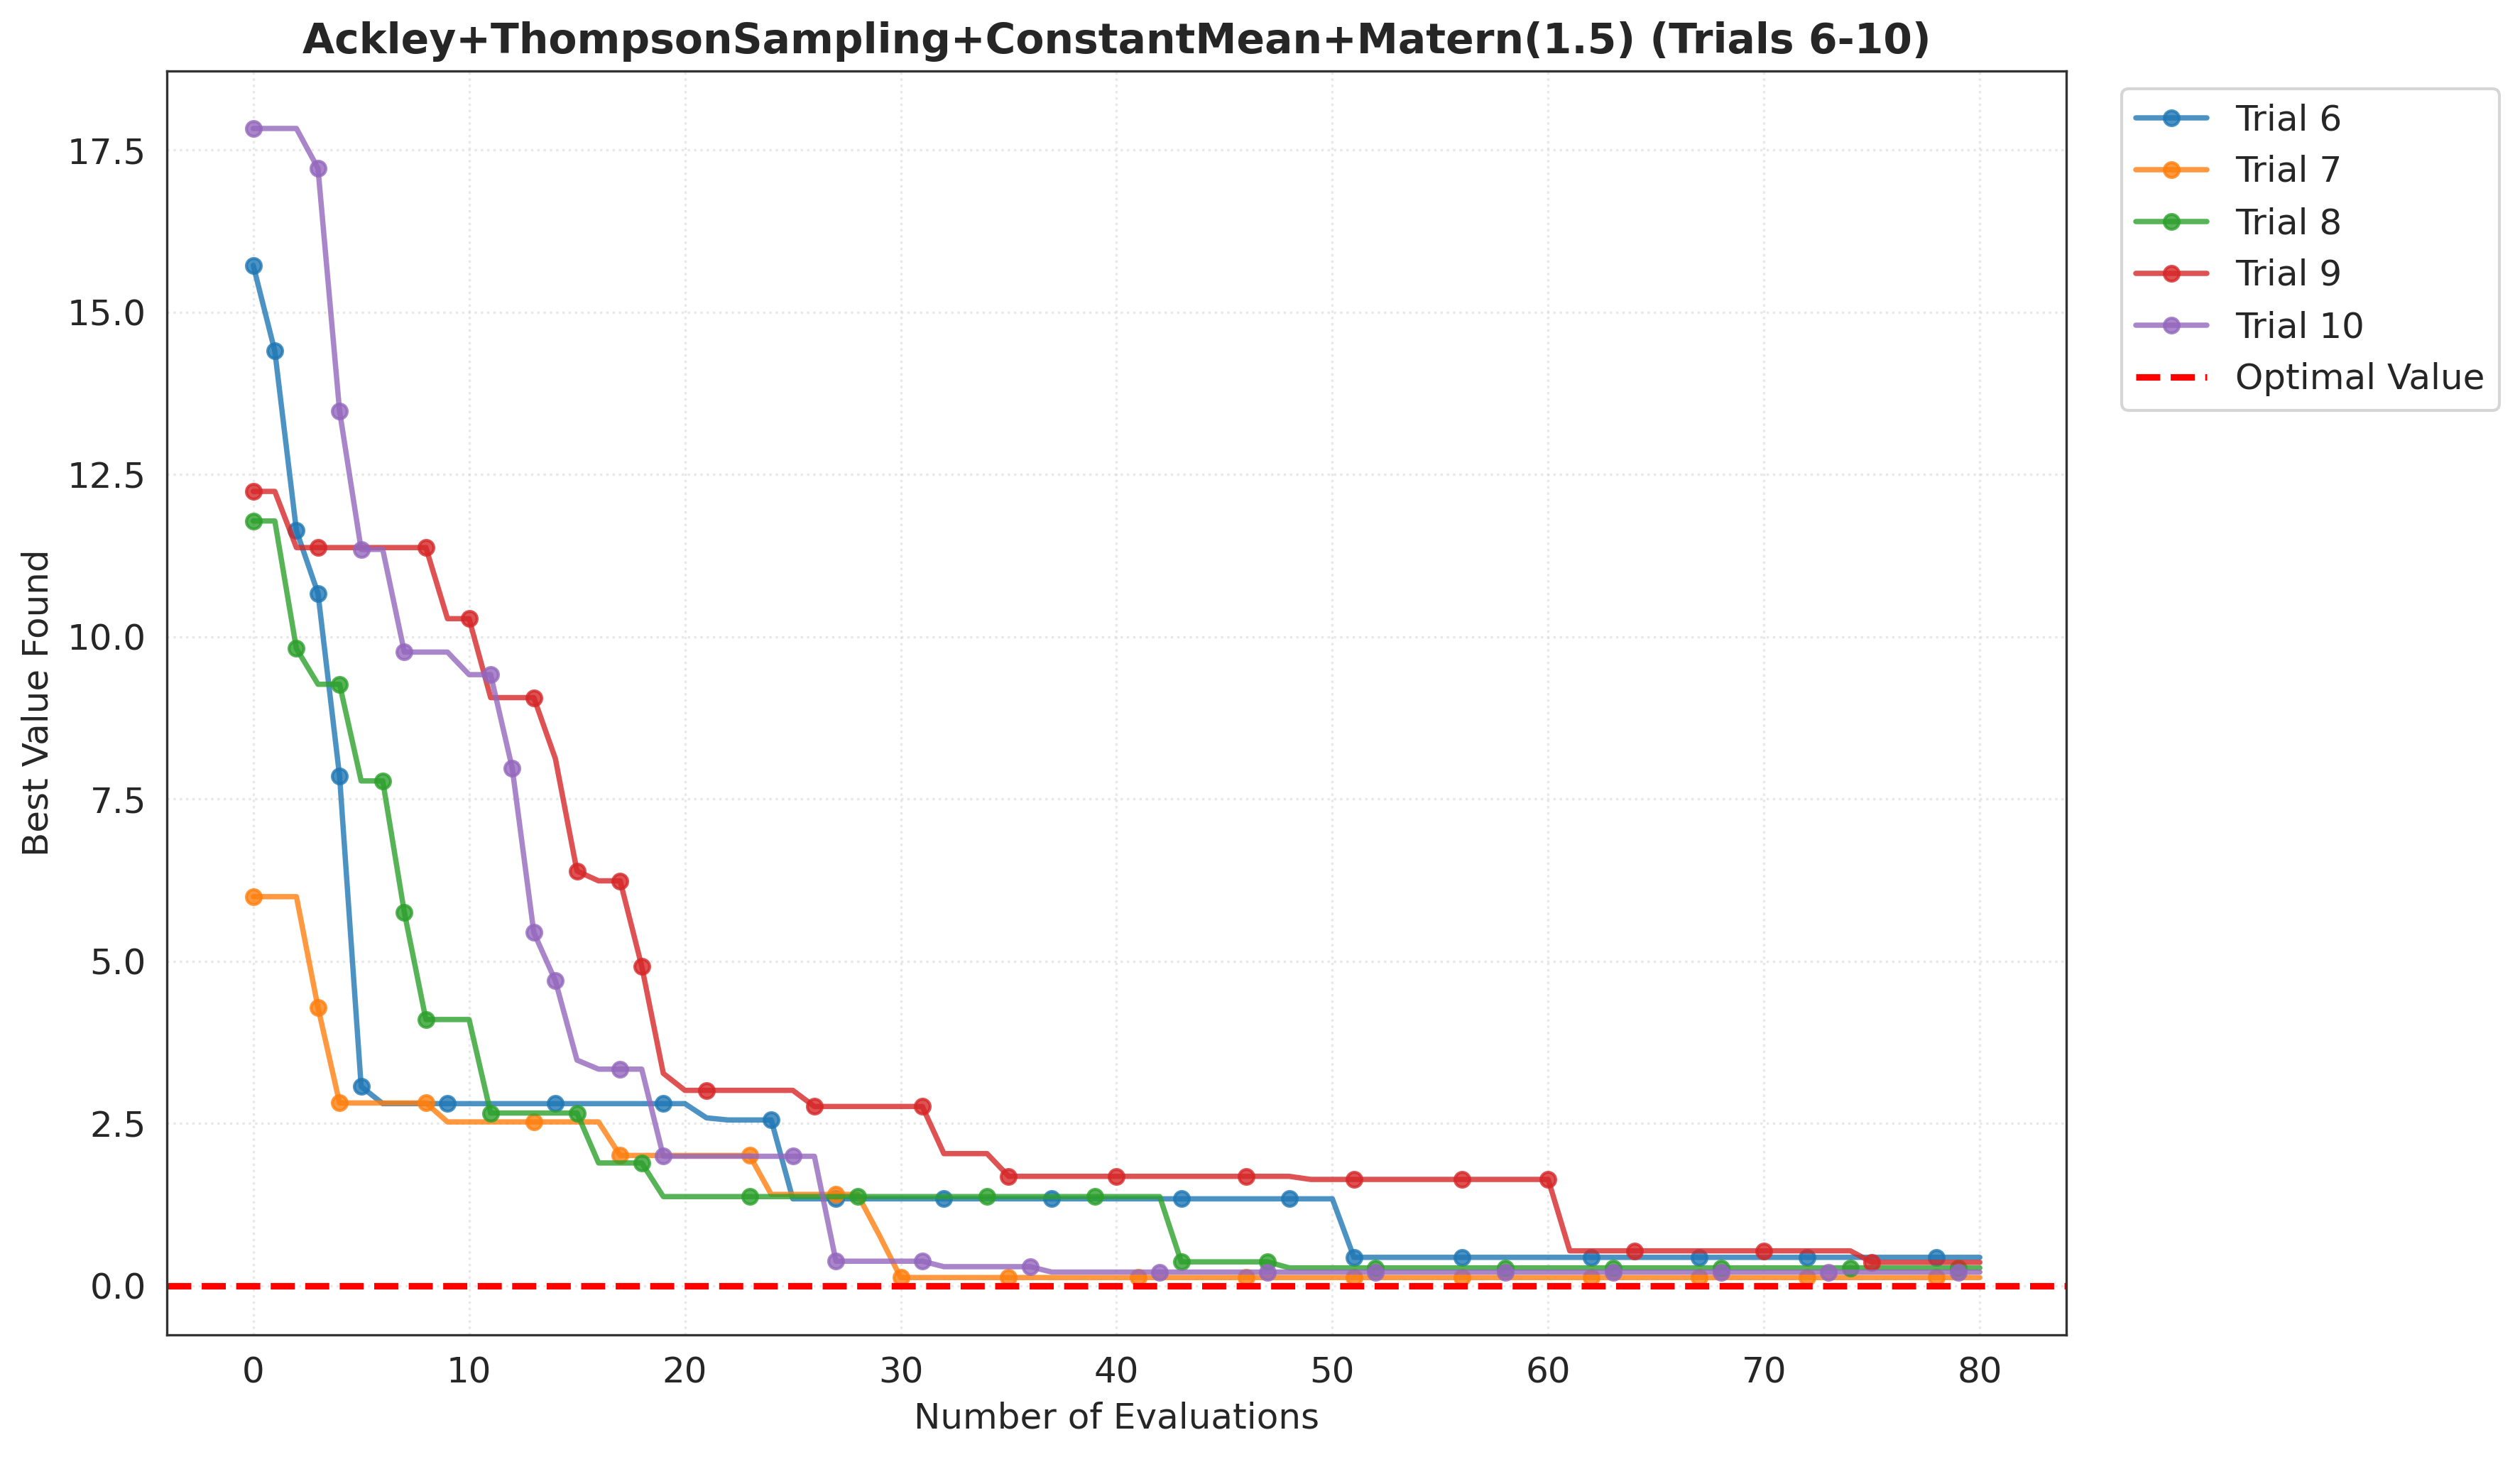 Ackley+ThompsonSampling+ConstantMean+Matern(1.5) (Trials 6-10)
Best Value Found
17.5
15.0
12.5
10.0
7.5
5.0
2.5
0.0
0 10 20 30 40 50 60 70 80
Number of Evaluations
Trial 6
Trial 7
Trial 8
Trial 9
Trial 10
Optimal Value